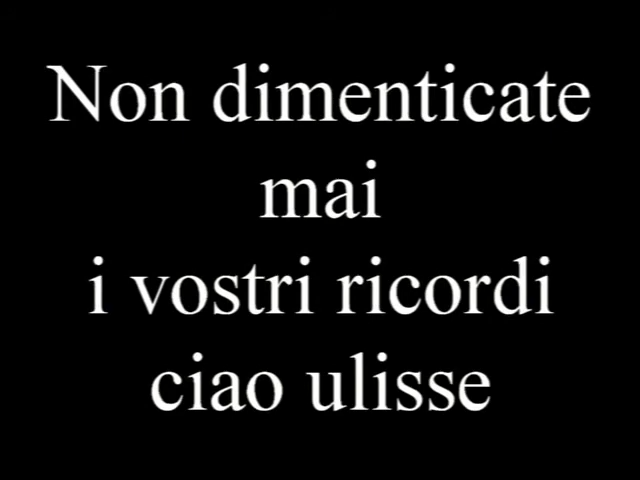 Non dimenticate
mai
i vostri ricordi
ciao ulisse